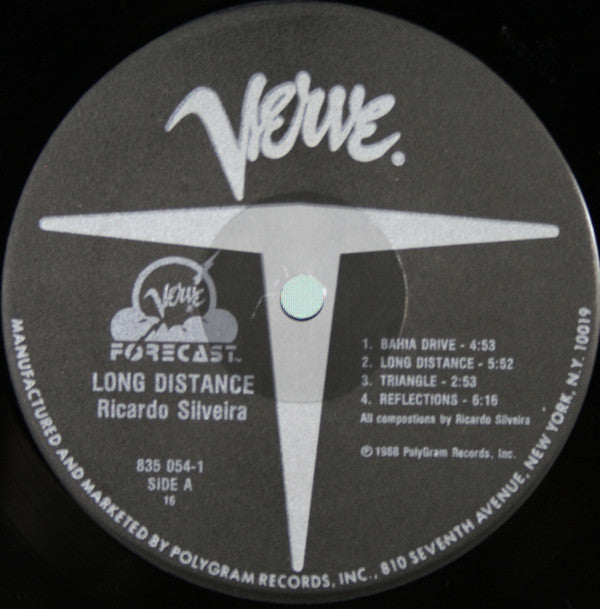 Verve®
Verve®
FORECAST™
LONG DISTANCE
Ricardo Silveira
835 054-1
SIDE A
16
1. BAHIA DRIVE - 4:53
2. LONG DISTANCE - 5:52
3. TRIANGLE - 2:53
4. REFLECTIONS - 6:16
All compostions by Ricardo Silveira
℗©1988 PolyGram Records, Inc.
MANUFACTURED AND MARKETED BY POLYGRAM RECORDS, INC., 810 SEVENTH AVENUE, NEW YORK, N.Y. 10019